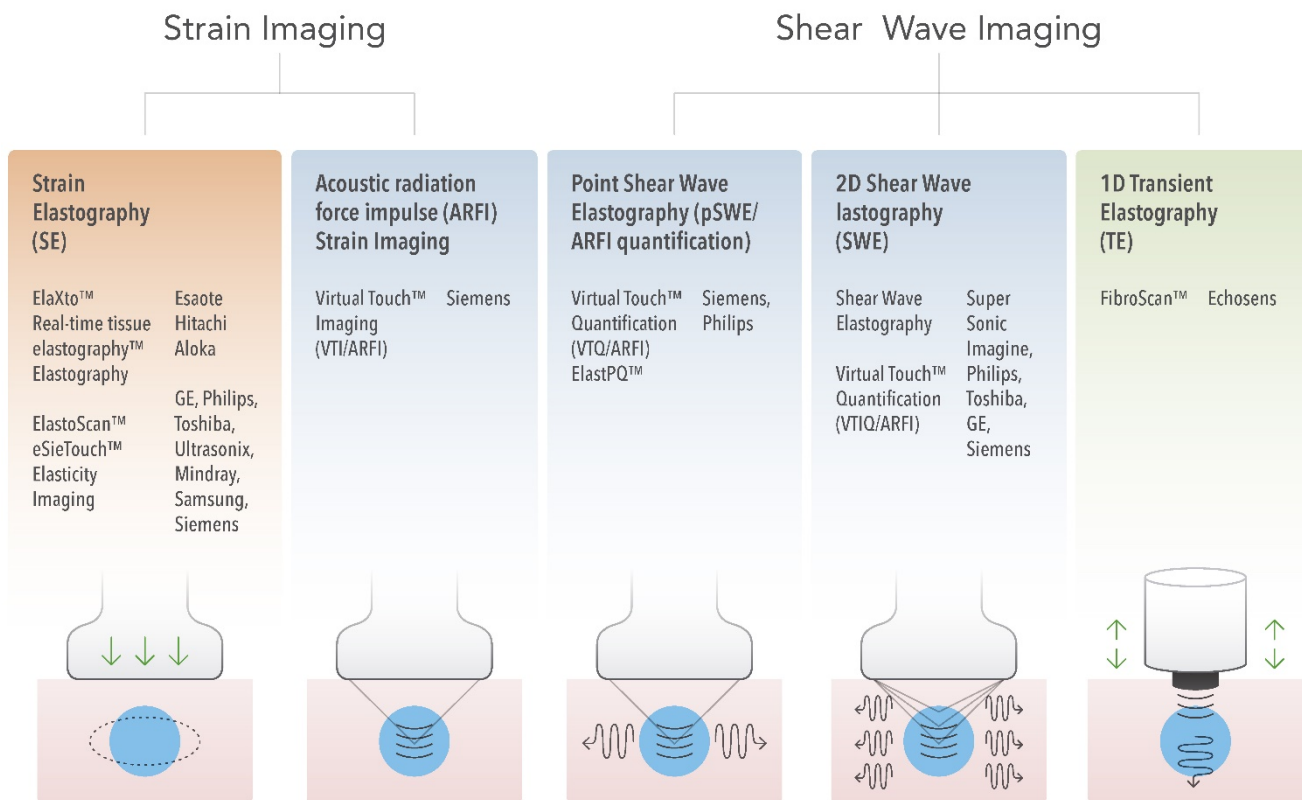 Strain Imaging
Shear Wave Imaging
Strain
Elastography
(SE)
ElaXto™
Real-time tissue
elastography™
Elastography
ElastoScan™
eSieTouch™
Elasticity
Imaging
Esaote
Hitachi
Aloka
GE, Philips,
Toshiba,
Ultrasonix,
Mindray,
Samsung,
Siemens
Acoustic radiation
force impulse (ARFI)
Strain Imaging
Virtual Touch™
Imaging
(VTI/ARFI)
Siemens
Point Shear Wave
Elastography (pSWE/
ARFI quantification)
Virtual Touch™
Quantification
(VTQ/ARFI)
ElastPQ™
Siemens,
Philips
2D Shear Wave
lastography
(SWE)
Shear Wave
Elastography
Virtual Touch™
Quantification
(VTIQ/ARFI)
Super
Sonic
Imagine,
Philips,
Toshiba,
GE,
Siemens
1D Transient
Elastography
(TE)
FibroScan™
Echosens